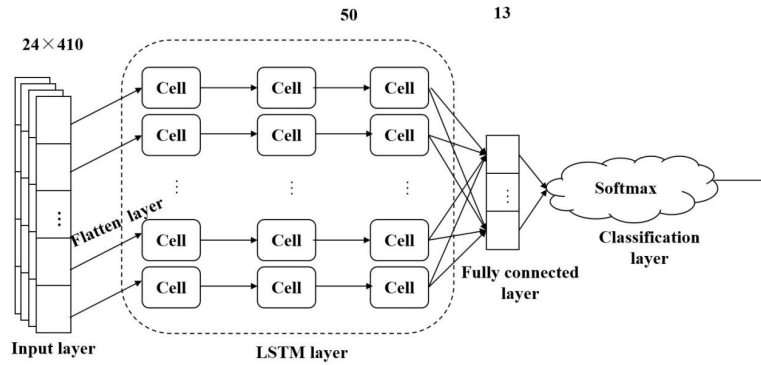 50
13
24×410
Cell Cell Cell
Cell Cell Cell
⋮ ⋮ ⋮
Flatten layer
Cell Cell Cell
Cell Cell Cell
Softmax
Classification
layer
Fully connected
layer
Input layer
LSTM layer